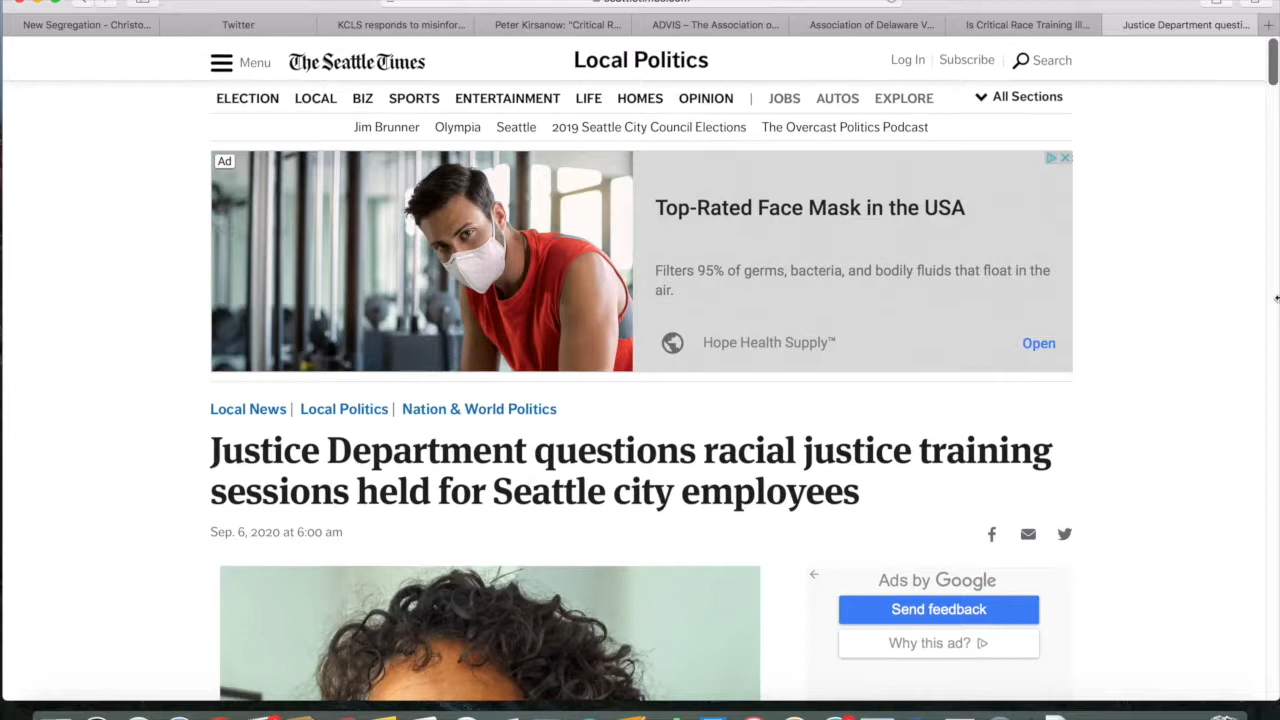 seattletimes.com
New Segregation - Christo...
Twitter
KCLS responds to misinfor...
Peter Kirsanow: "Critical R...
ADVIS – The Association o...
Association of Delaware V...
Is Critical Race Training Ill...
Justice Department questi...
Menu
The Seattle Times
Local Politics
Log In | Subscribe | Search
ELECTION LOCAL BIZ SPORTS ENTERTAINMENT LIFE HOMES OPINION | JOBS AUTOS EXPLORE All Sections
Jim Brunner Olympia Seattle 2019 Seattle City Council Elections The Overcast Politics Podcast
Ad
Top-Rated Face Mask in the USA
Filters 95% of germs, bacteria, and bodily fluids that float in the
air.
Hope Health Supply™
Open
Local News | Local Politics | Nation & World Politics
Justice Department questions racial justice training
sessions held for Seattle city employees
Sep. 6, 2020 at 6:00 am
Ads by Google
Send feedback
Why this ad?